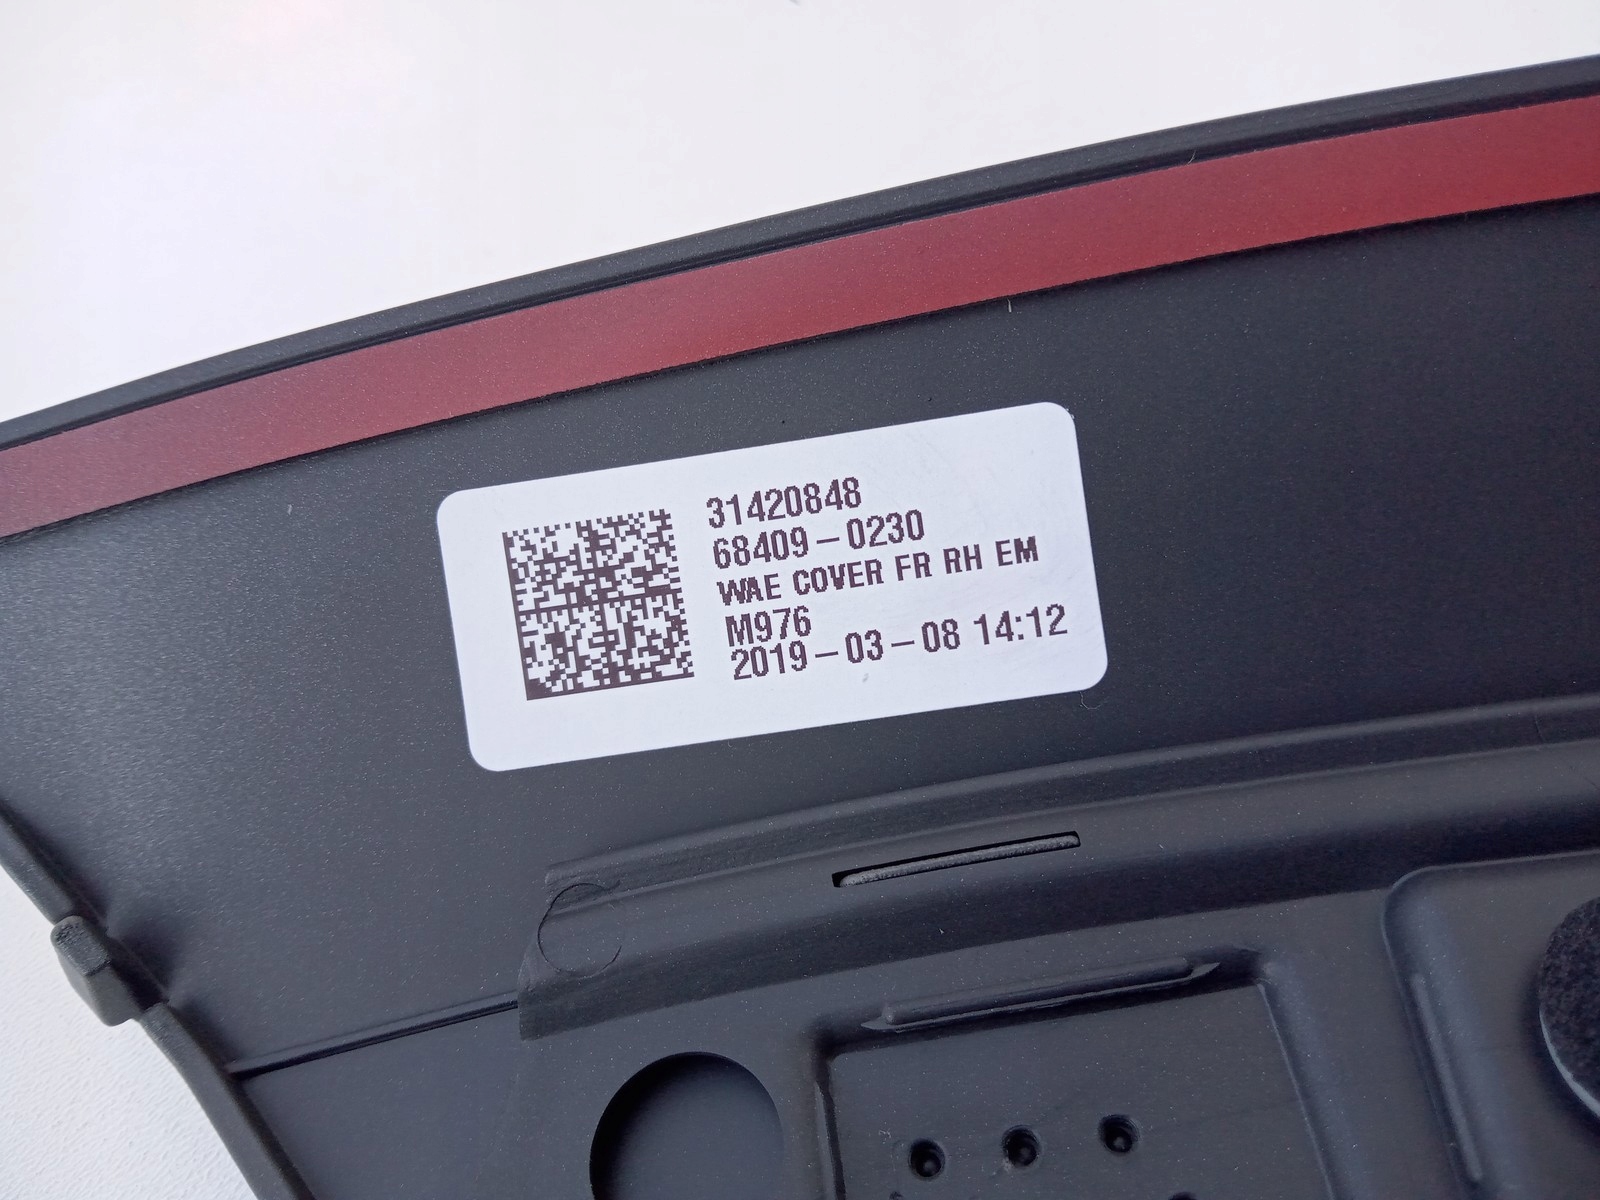 31420848
68409-0230
WAE COVER FR RH EM
M976
2019-03-08 14:12